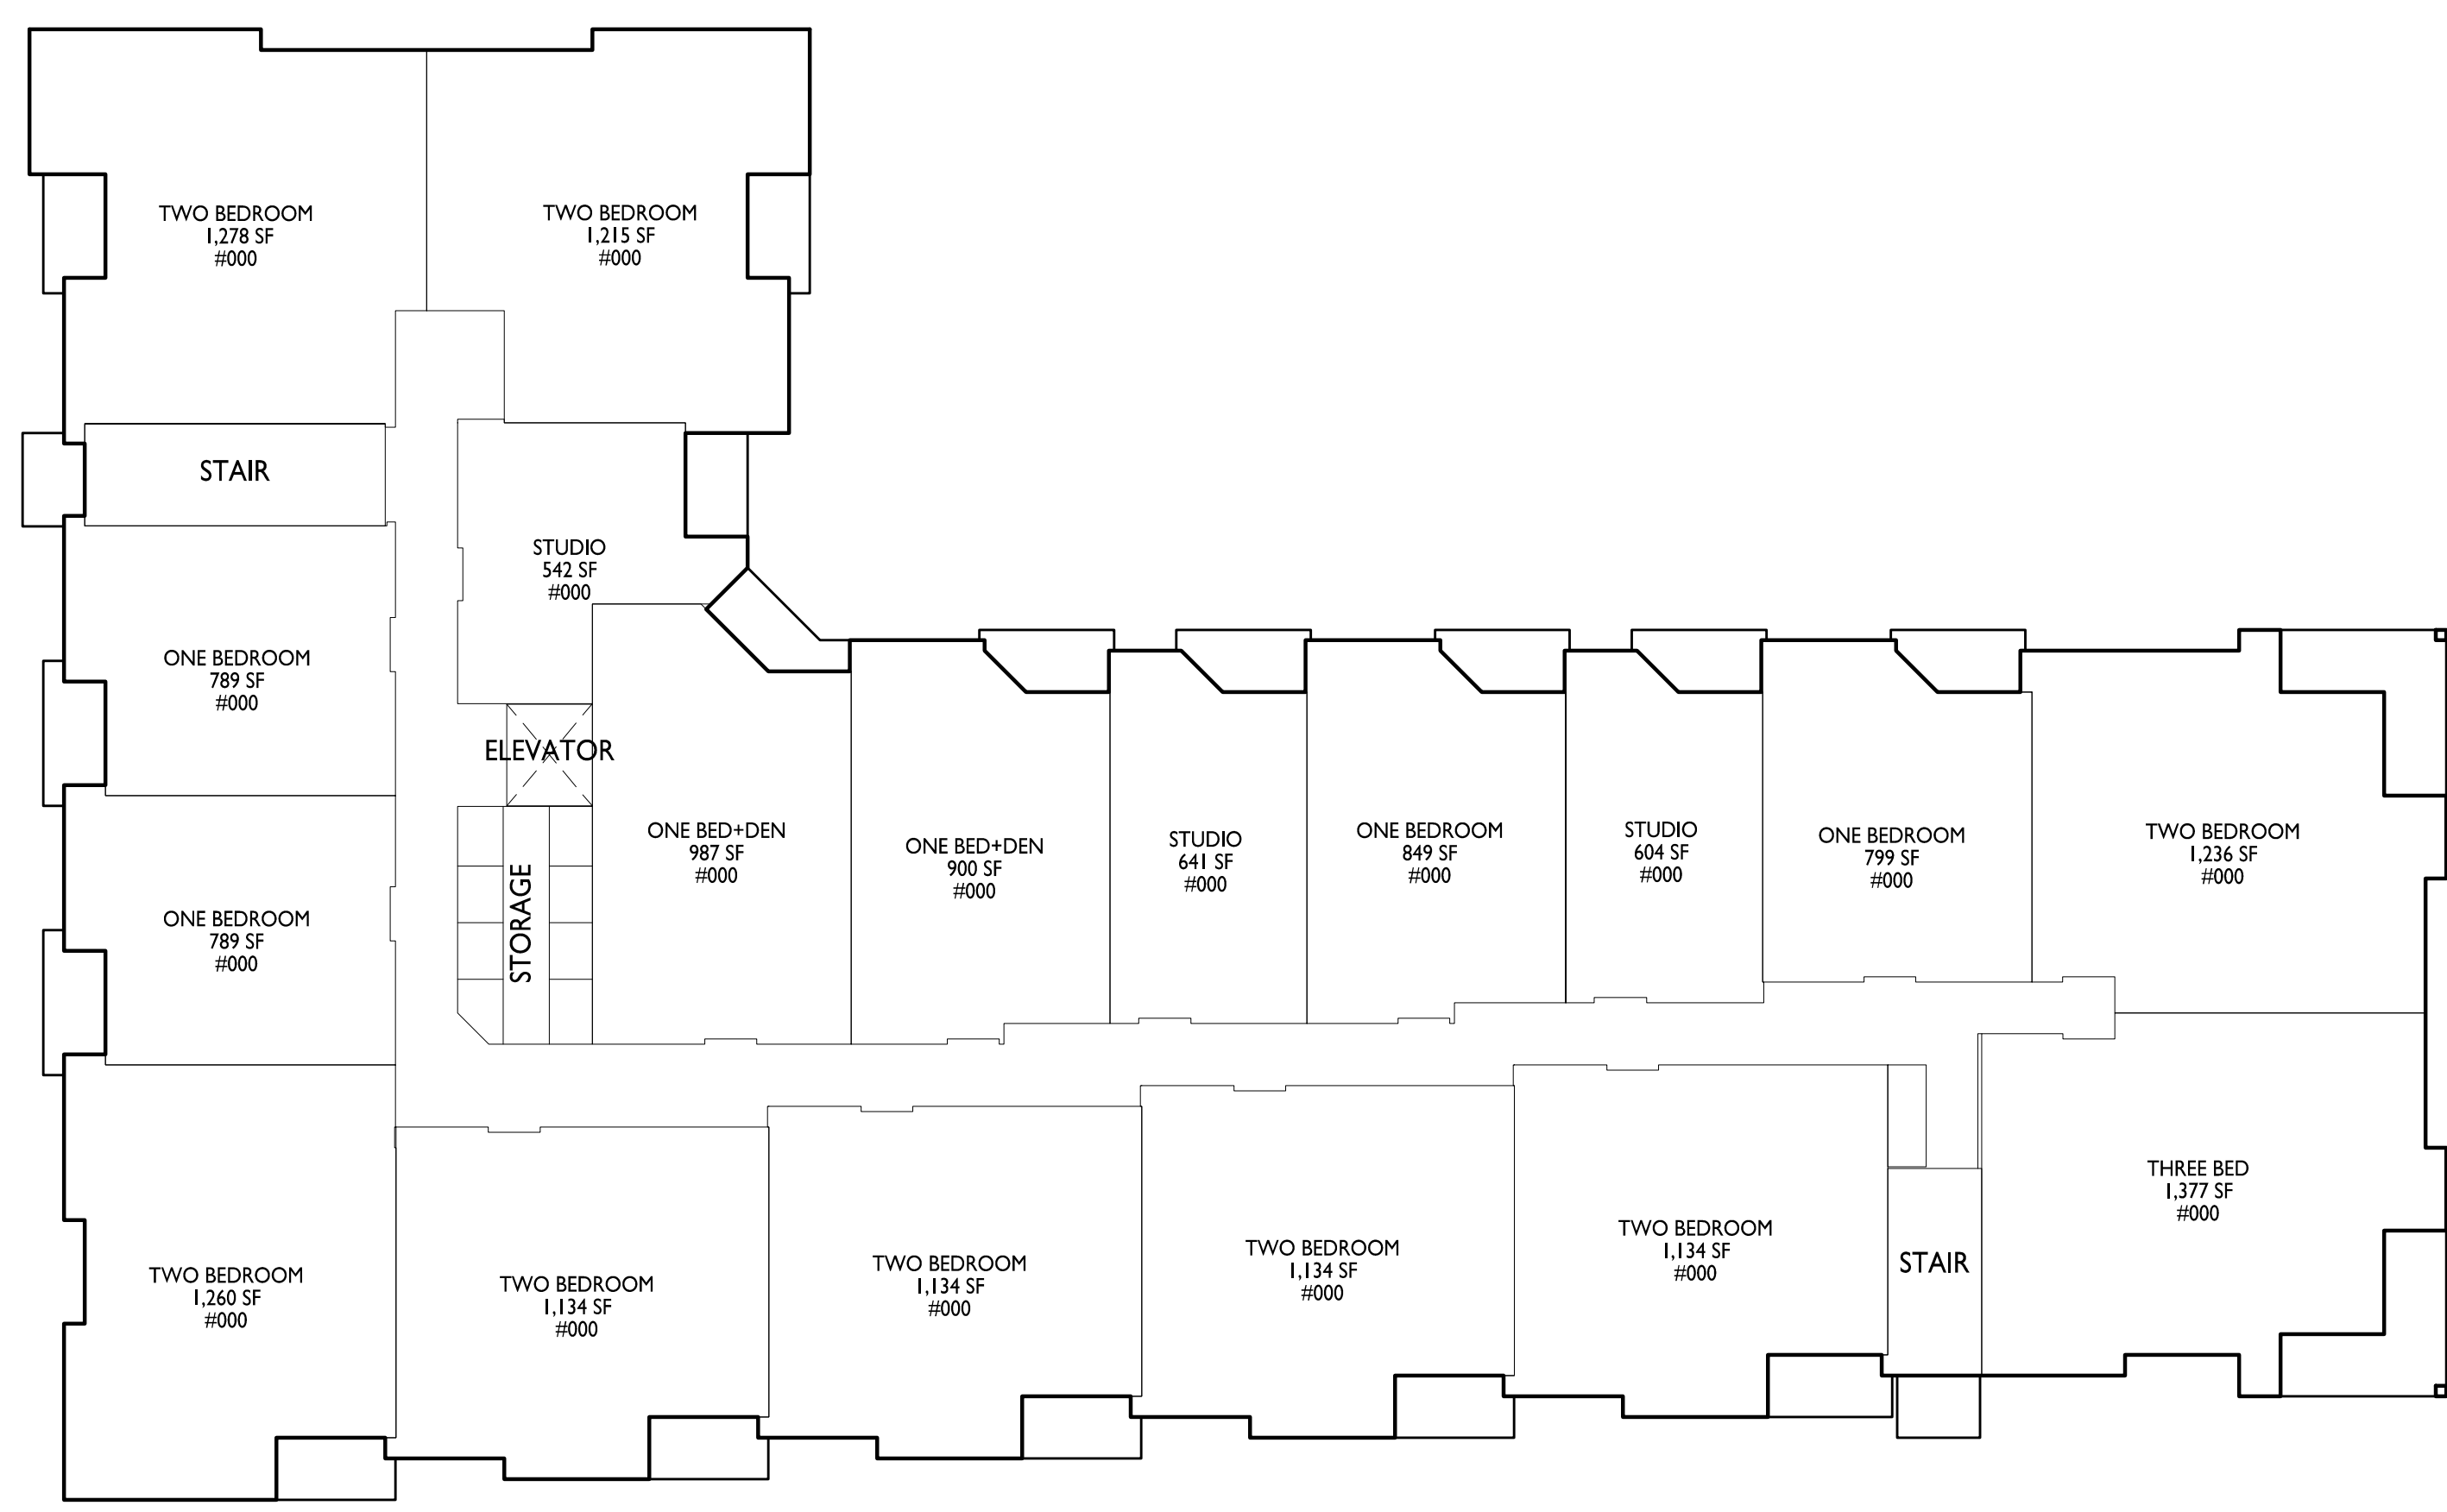 TWO BEDROOM
1,278 SF
#000
TWO BEDROOM
1,215 SF
#000
STAIR
STUDIO
542 SF
#000
ONE BEDROOM
789 SF
#000
ELEVATOR
ONE BEDROOM
789 SF
#000
STORAGE
ONE BED+DEN
987 SF
#000
ONE BED+DEN
900 SF
#000
STUDIO
641 SF
#000
ONE BEDROOM
849 SF
#000
STUDIO
604 SF
#000
ONE BEDROOM
799 SF
#000
TWO BEDROOM
1,236 SF
#000
TWO BEDROOM
1,260 SF
#000
TWO BEDROOM
1,134 SF
#000
TWO BEDROOM
1,134 SF
#000
TWO BEDROOM
1,134 SF
#000
TWO BEDROOM
1,134 SF
#000
STAIR
THREE BED
1,377 SF
#000